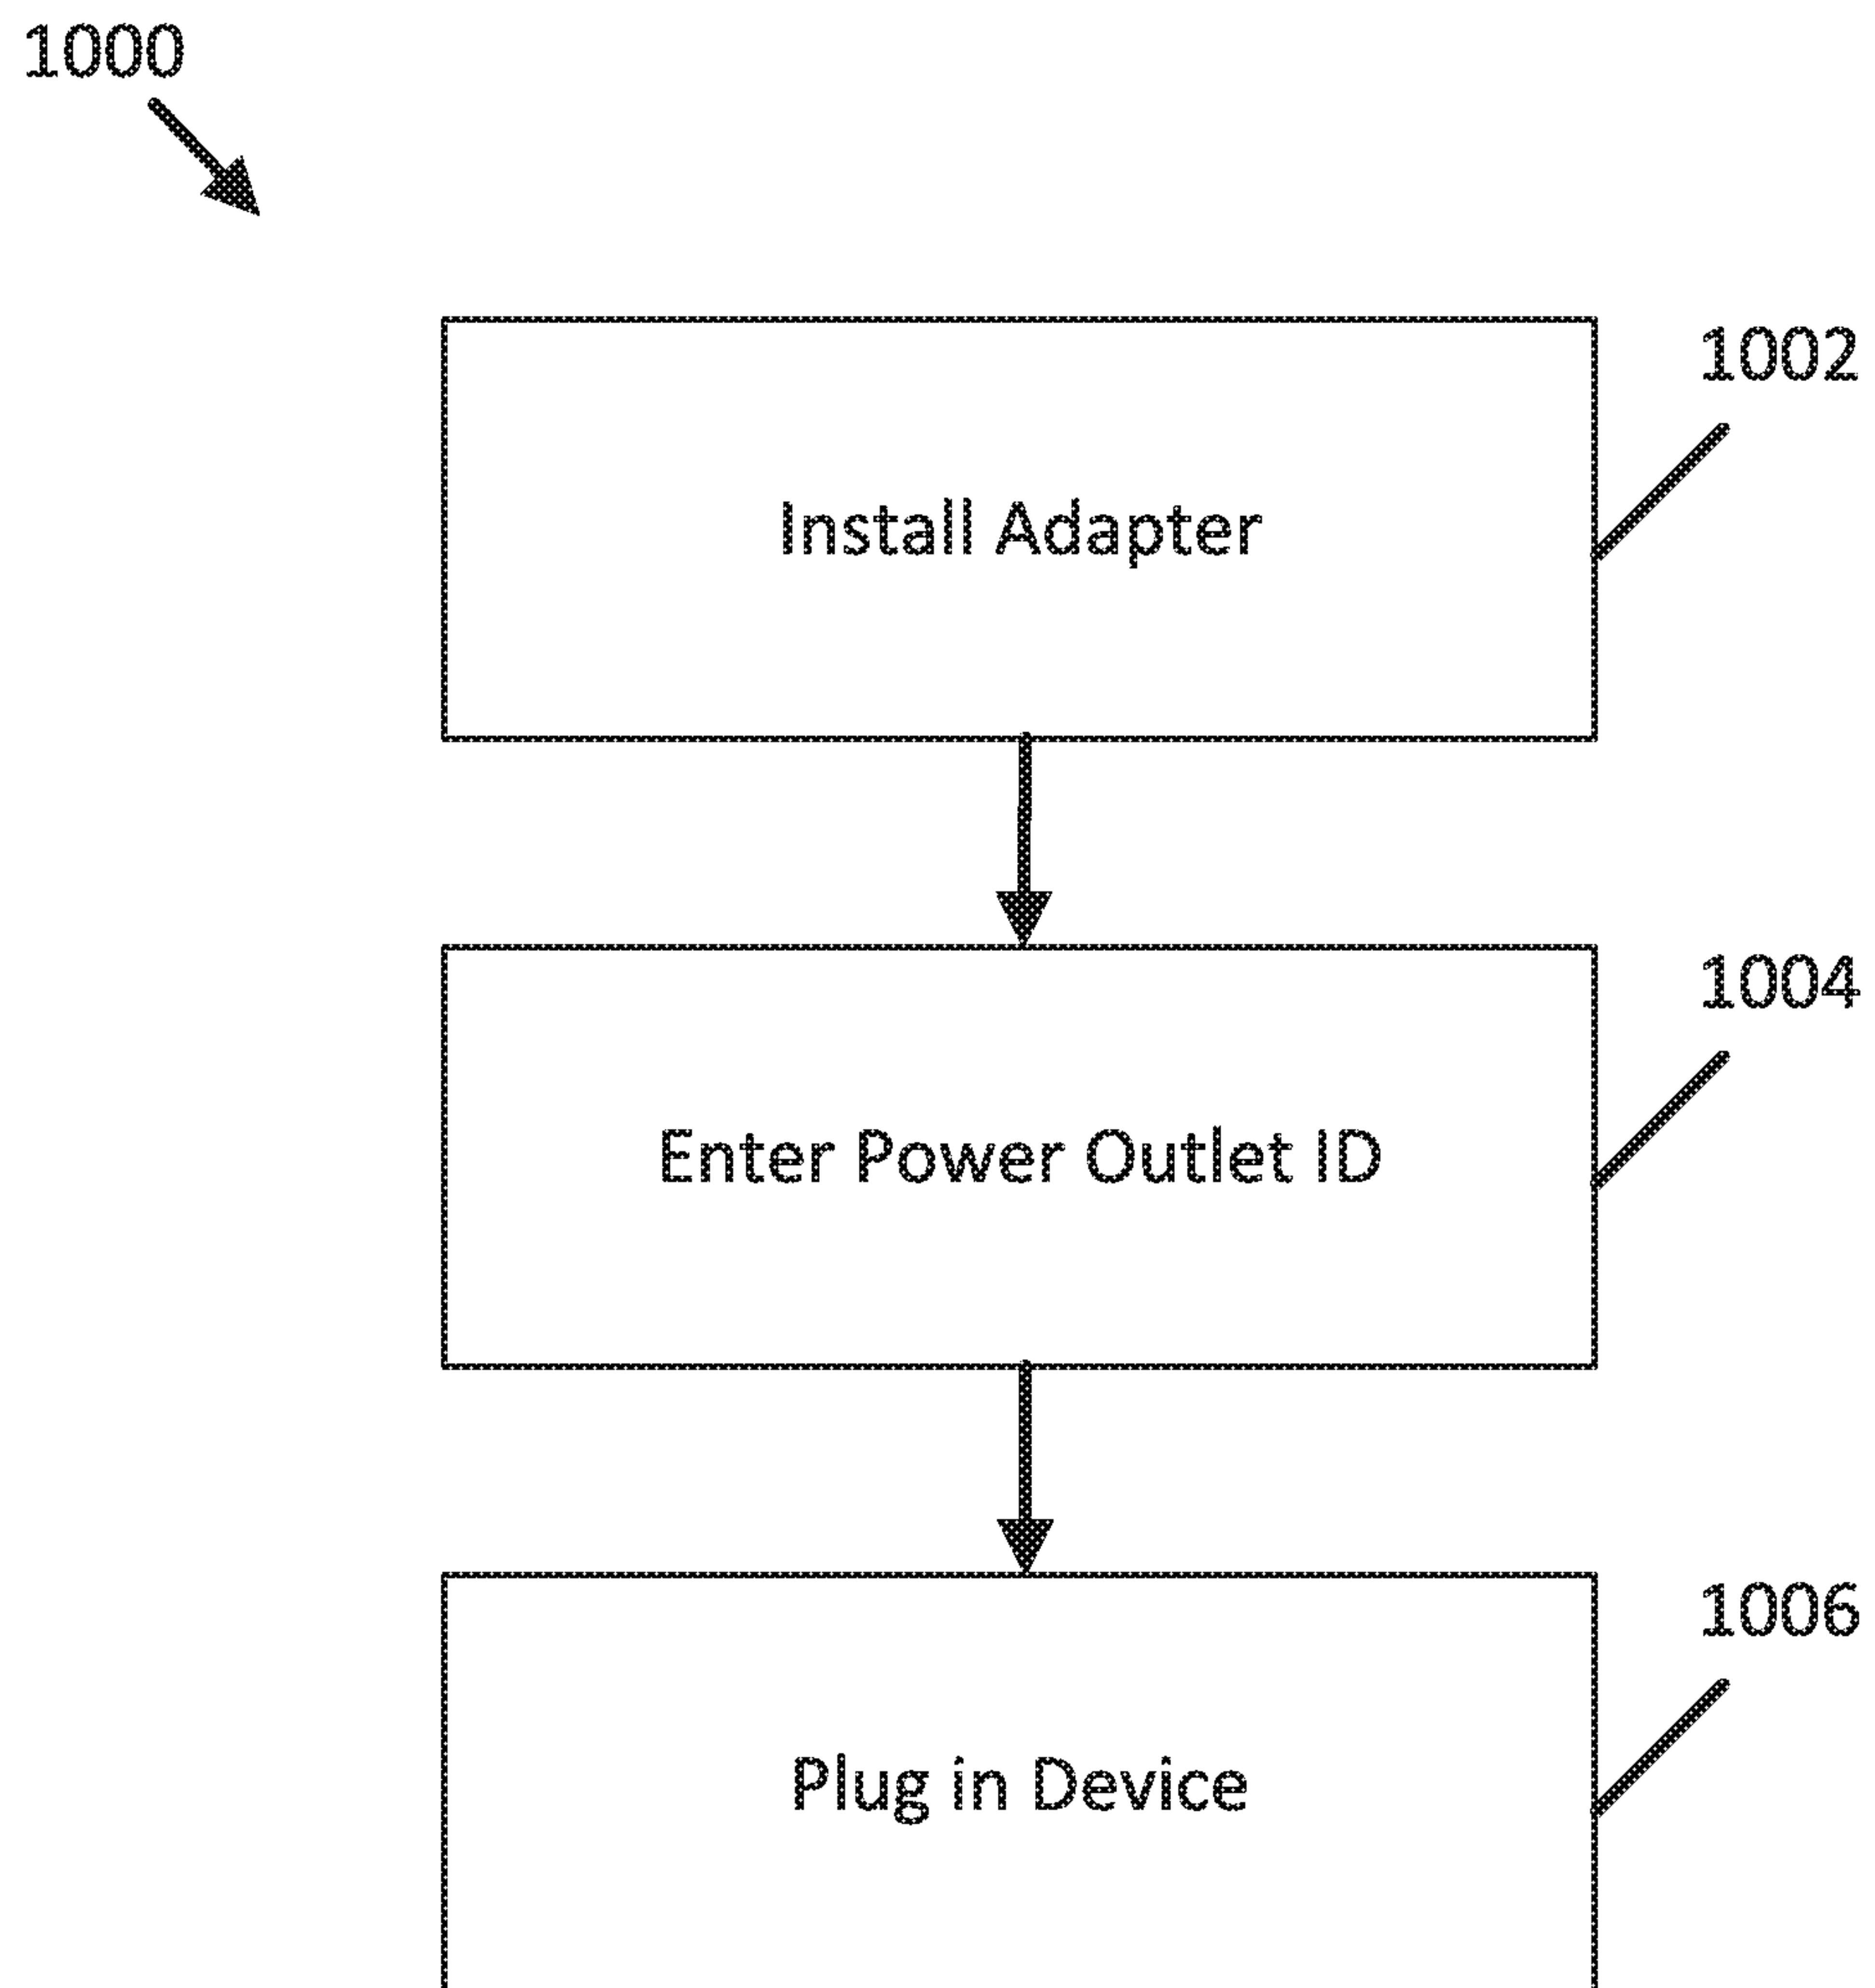 1000
1002
Install Adapter
1004
Enter Power Outlet ID
1006
Plug in Device